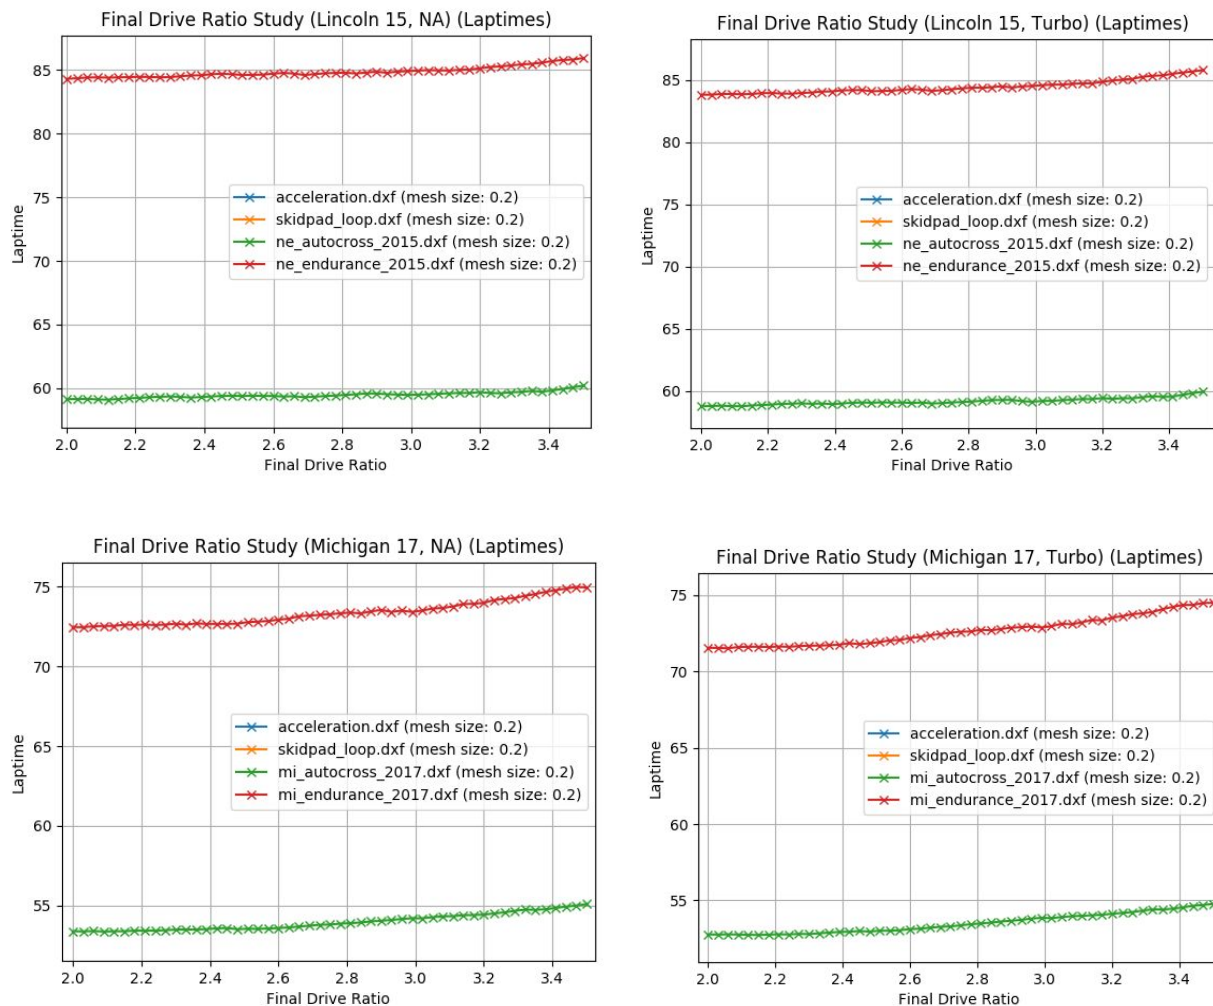 Final Drive Ratio Study (Lincoln 15, NA) (Laptimes)
85
80
75
70
65
60
Laptime
acceleration.dxf (mesh size: 0.2)
skidpad_loop.dxf (mesh size: 0.2)
ne_autocross_2015.dxf (mesh size: 0.2)
ne_endurance_2015.dxf (mesh size: 0.2)
2.0 2.2 2.4 2.6 2.8 3.0 3.2 3.4
Final Drive Ratio
Final Drive Ratio Study (Lincoln 15, Turbo) (Laptimes)
85
80
75
70
65
60
Laptime
acceleration.dxf (mesh size: 0.2)
skidpad_loop.dxf (mesh size: 0.2)
ne_autocross_2015.dxf (mesh size: 0.2)
ne_endurance_2015.dxf (mesh size: 0.2)
2.0 2.2 2.4 2.6 2.8 3.0 3.2 3.4
Final Drive Ratio
Final Drive Ratio Study (Michigan 17, NA) (Laptimes)
75
70
65
60
55
Laptime
acceleration.dxf (mesh size: 0.2)
skidpad_loop.dxf (mesh size: 0.2)
mi_autocross_2017.dxf (mesh size: 0.2)
mi_endurance_2017.dxf (mesh size: 0.2)
2.0 2.2 2.4 2.6 2.8 3.0 3.2 3.4
Final Drive Ratio
Final Drive Ratio Study (Michigan 17, Turbo) (Laptimes)
75
70
65
60
55
Laptime
acceleration.dxf (mesh size: 0.2)
skidpad_loop.dxf (mesh size: 0.2)
mi_autocross_2017.dxf (mesh size: 0.2)
mi_endurance_2017.dxf (mesh size: 0.2)
2.0 2.2 2.4 2.6 2.8 3.0 3.2 3.4
Final Drive Ratio